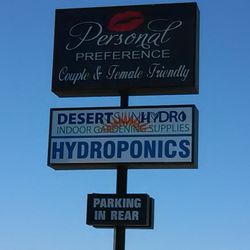 Personal
PREFERENCE
Couple & Female Friendly
DESERT SUN HYDRO
INDOOR GARDENING SUPPLIES
HYDROPONICS
PARKING
IN REAR